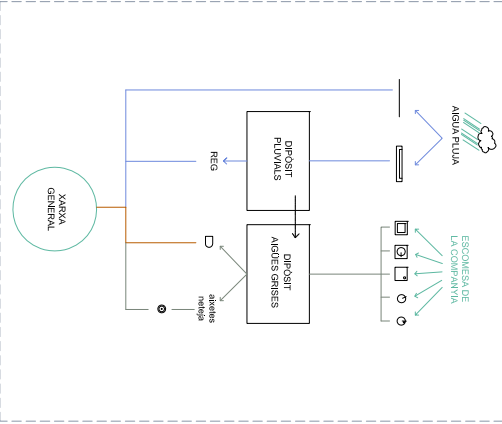 AIGUA PLUJA
ESCOMESA DE
LA COMPANYIA
DIPÒSIT
PLUVIALS
DIPÒSIT
AIGÜES GRISES
REG
aixetes
neteja
XARXA
GENERAL